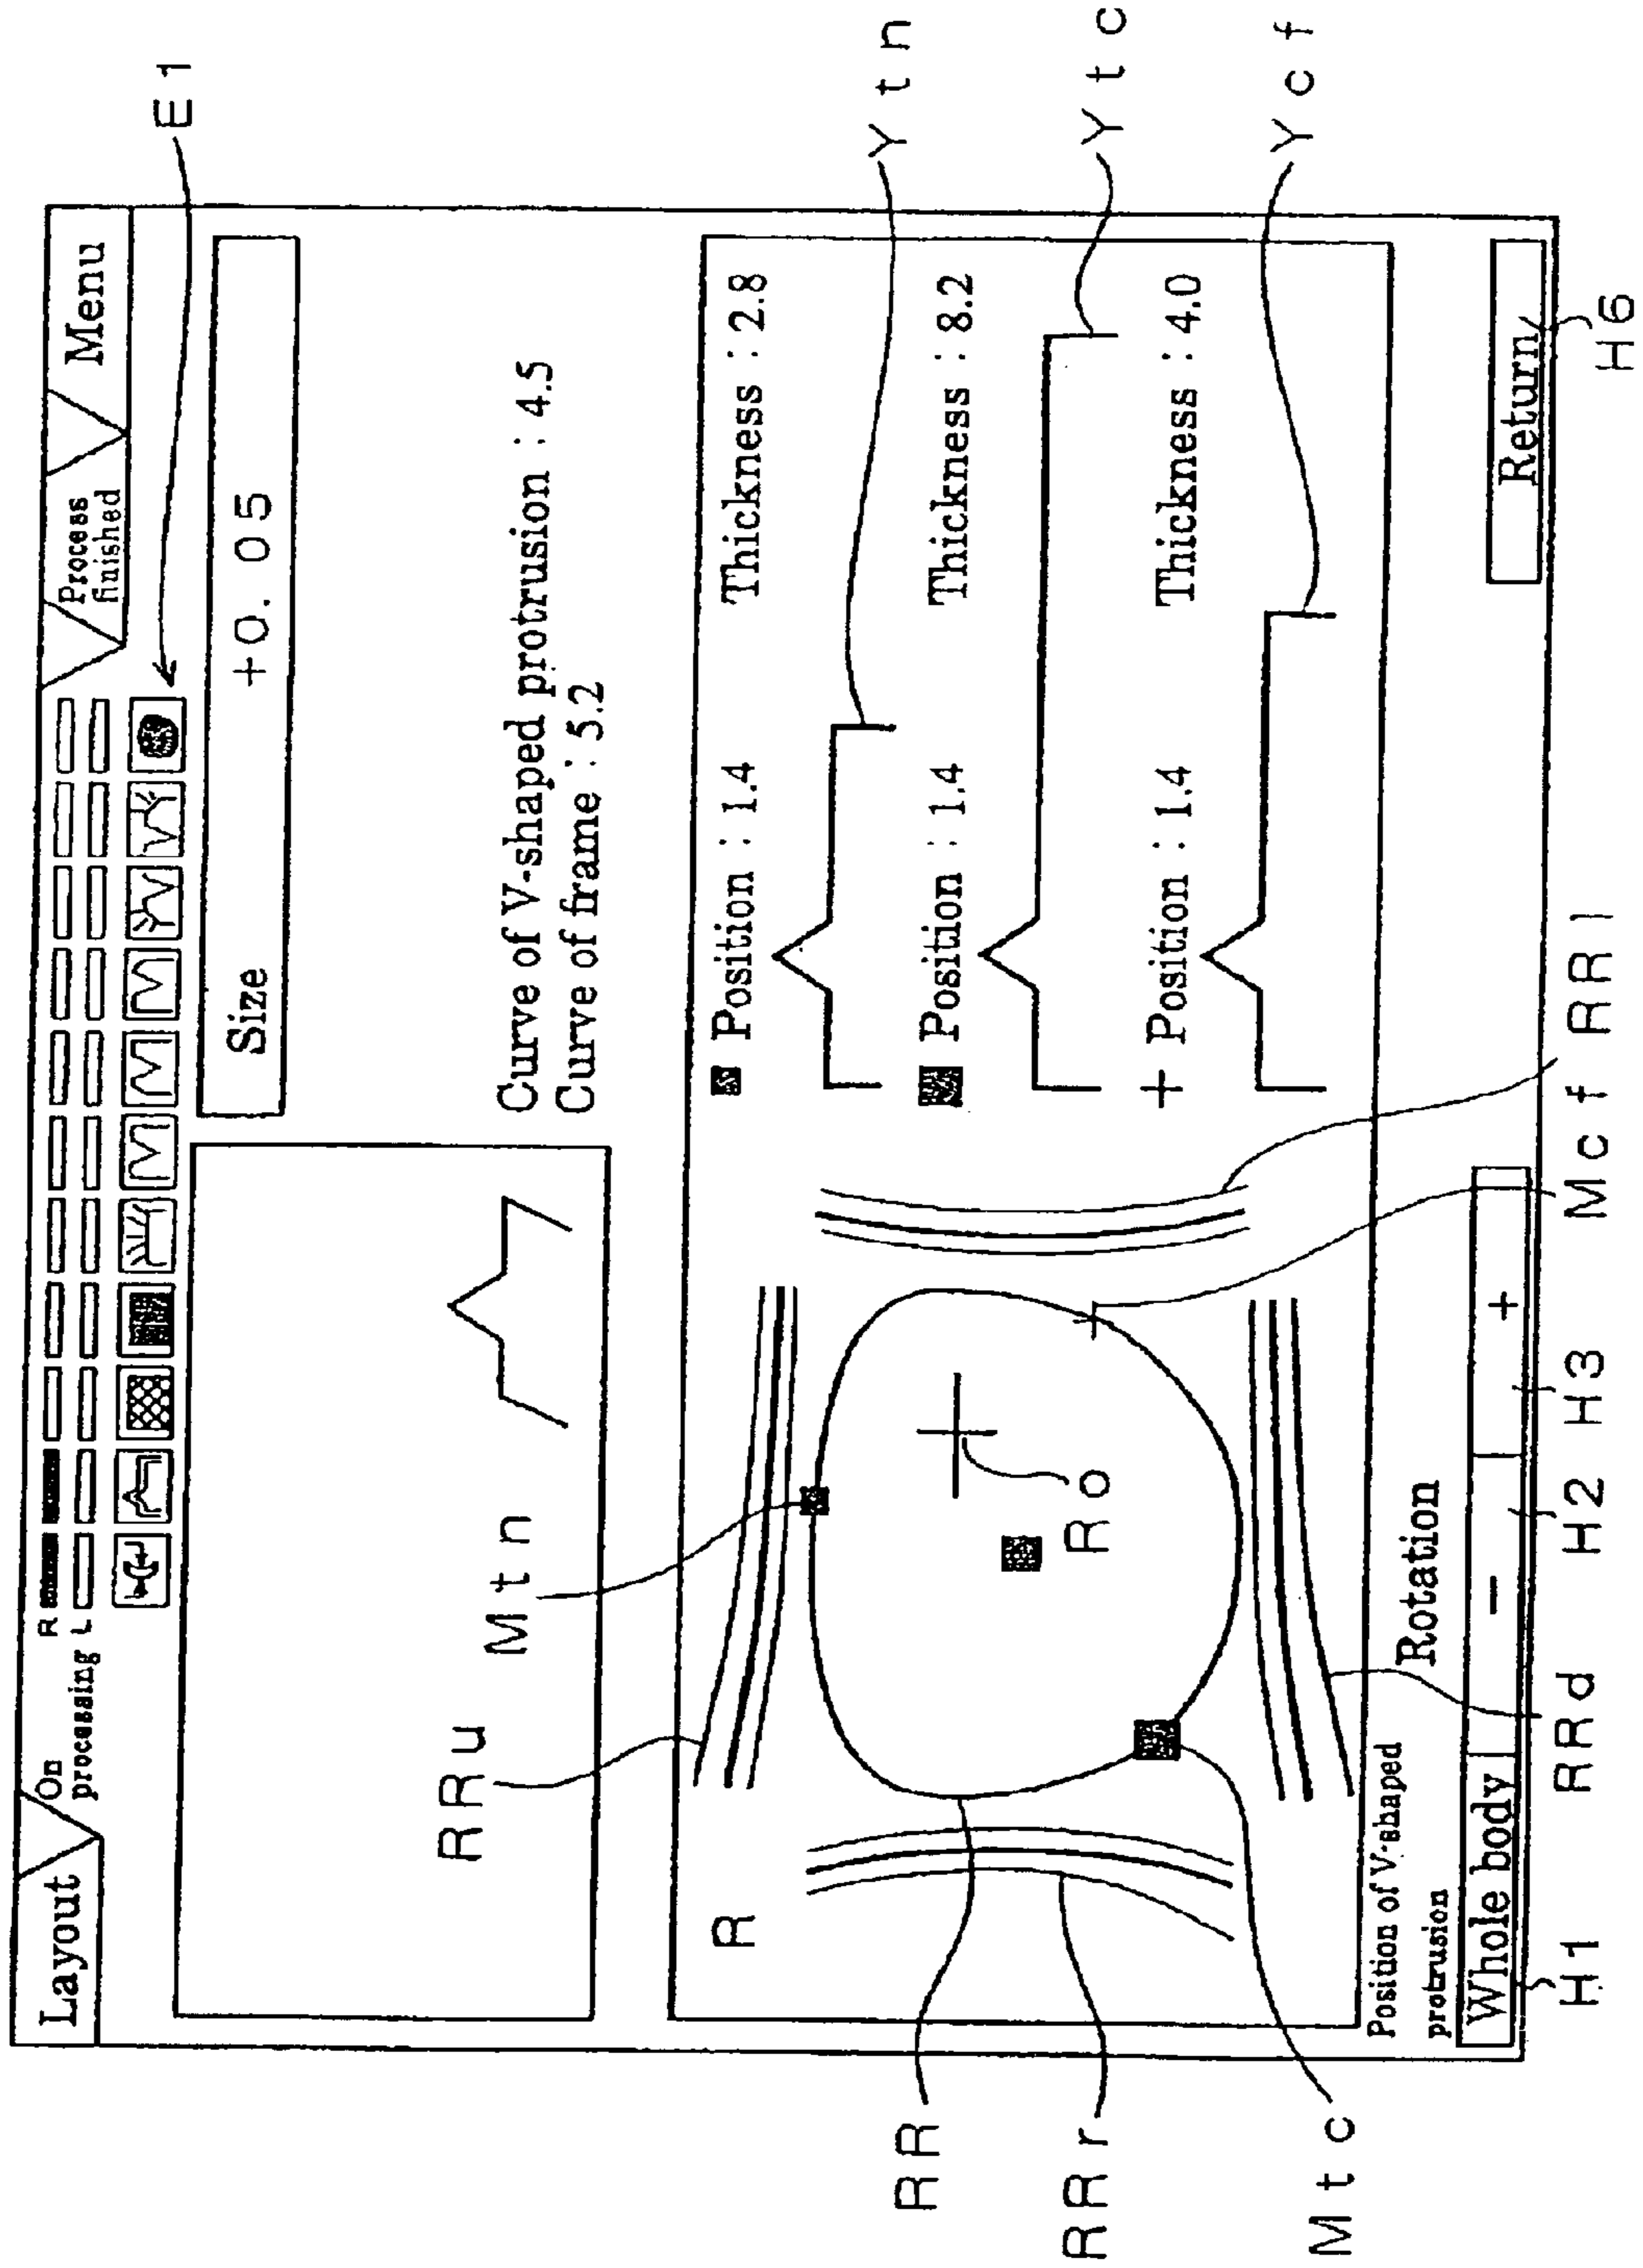 Layout
On
processing
R
L
Process
finished
Menu
E1
Size +0.05
Curve of V-shaped protrusion : 4.5
Curve of frame : 5.2
RRu
Mtn
R
Position : 1.4 Thickness : 2.8
Ytn
Position : 1.4 Thickness : 8.2
Ytc
+ Position : 1.4 Thickness : 4.0
Ycf
Ro
RR
RRr
Mtc
Position of V-shaped
protrusion
Rotation
Whole body
−
+
Return
H1
RRd
H2
H3
Mcf
RRl
H6